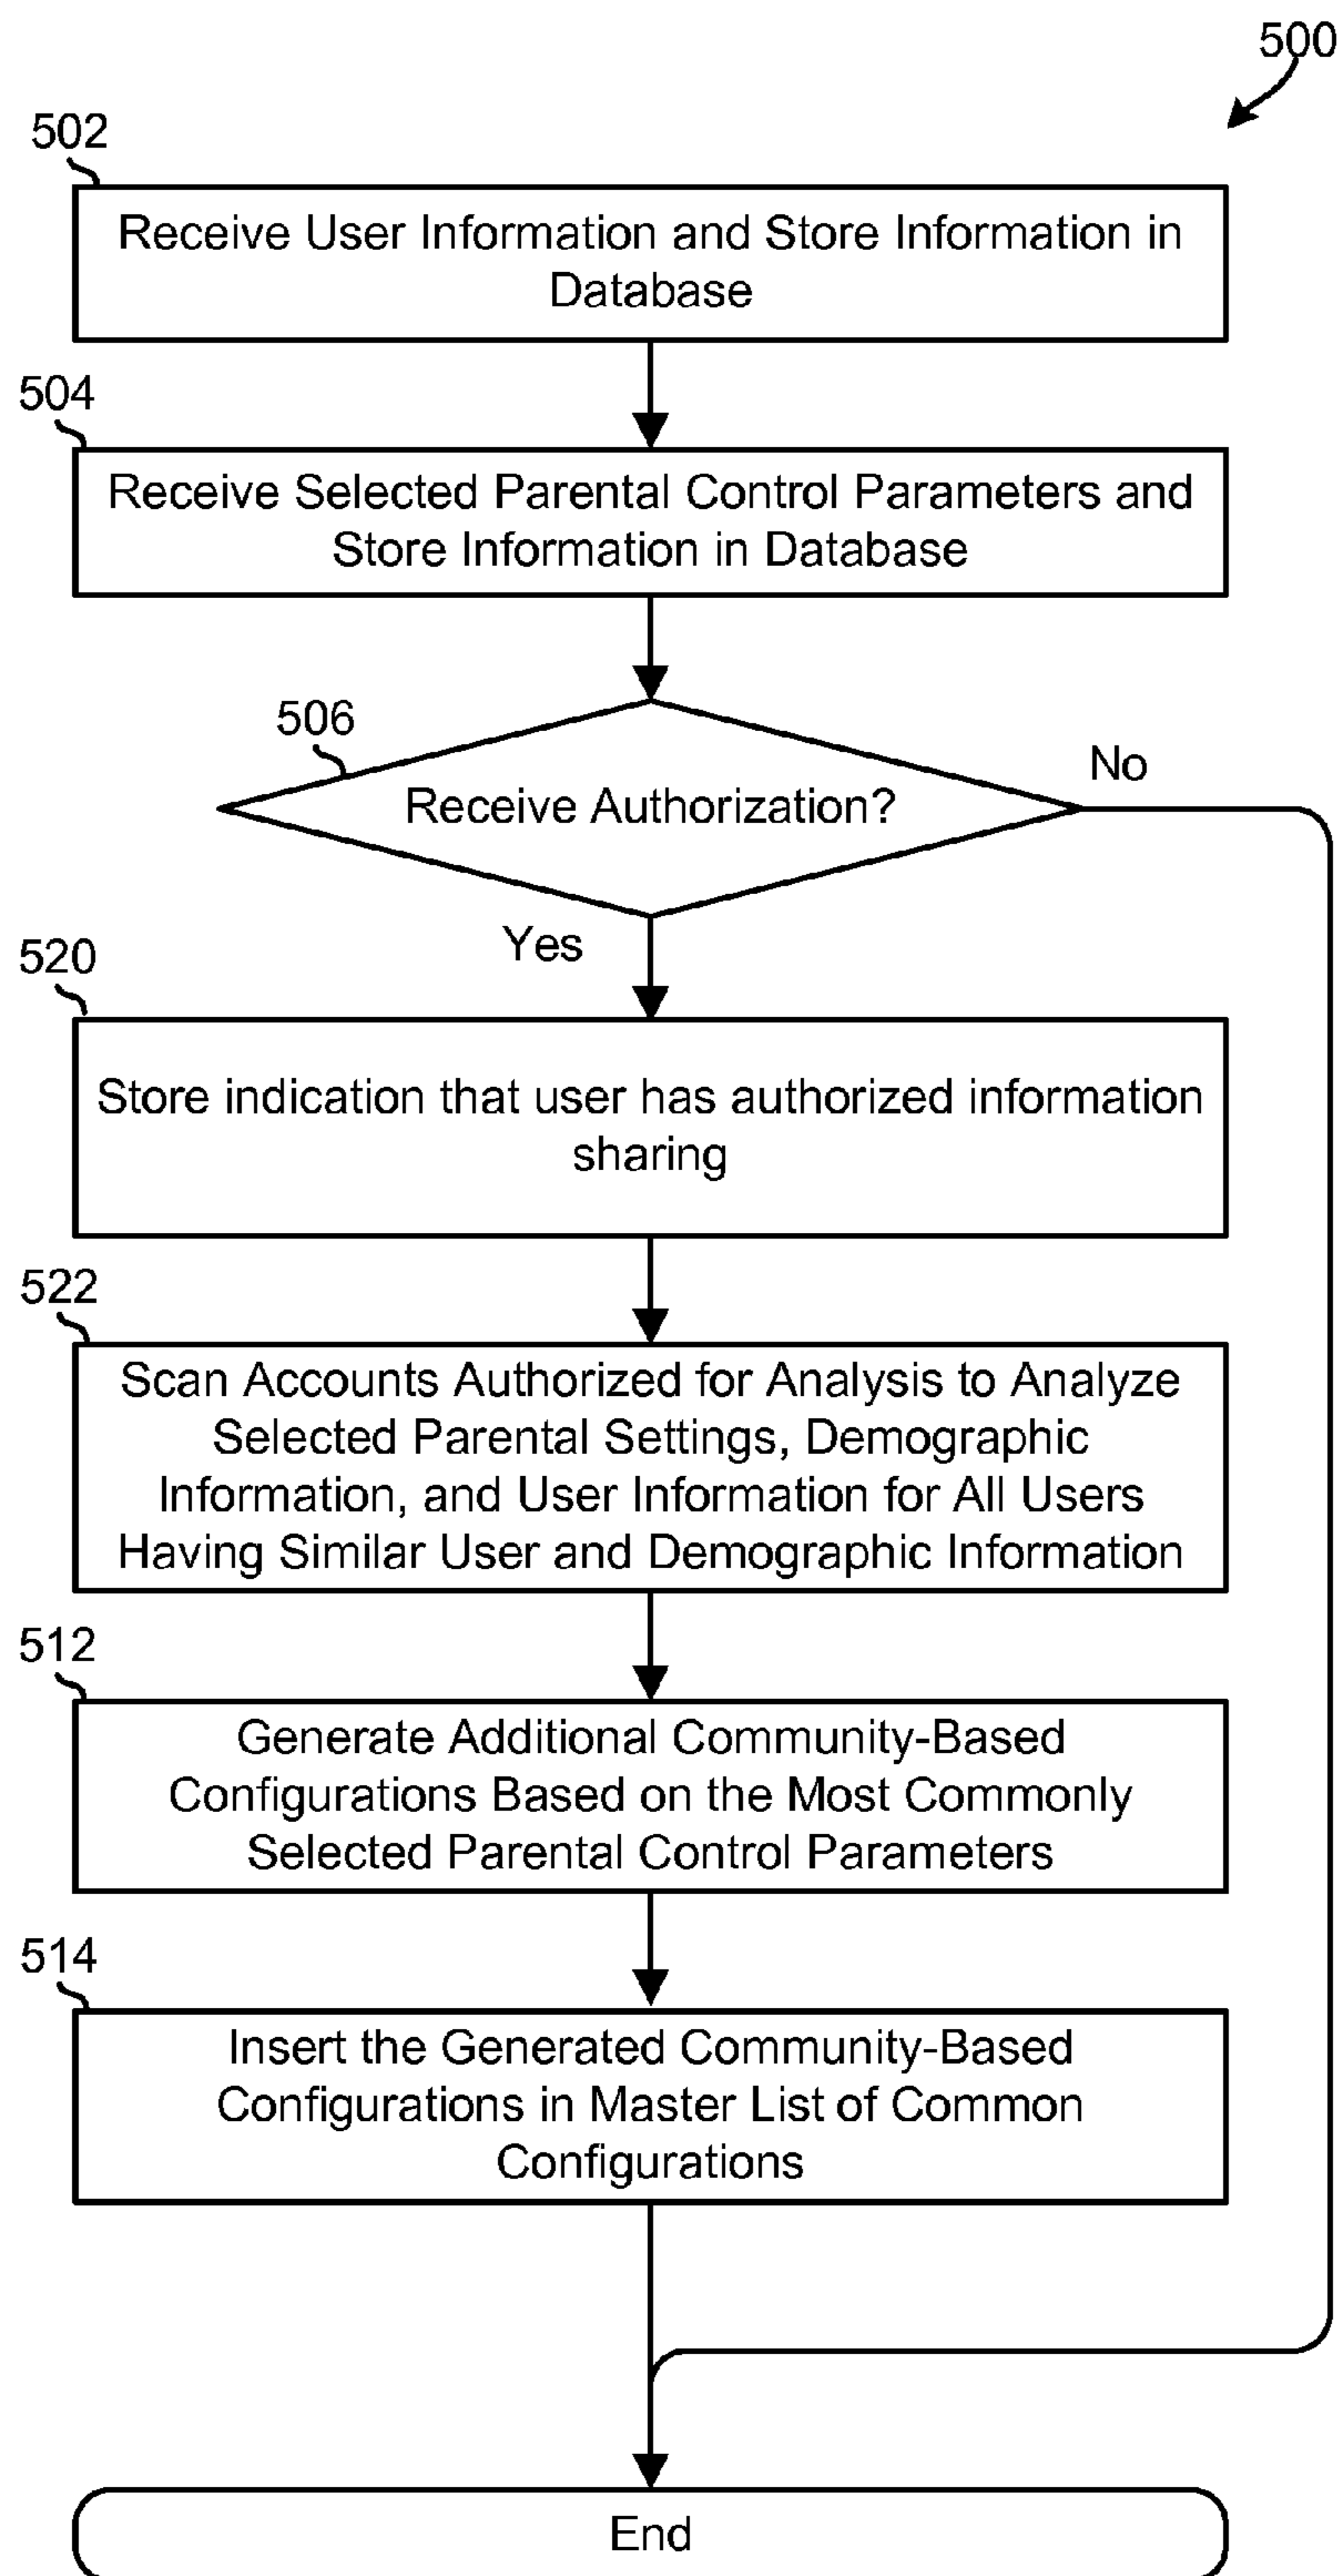 500
502
Receive User Information and Store Information in
Database
504
Receive Selected Parental Control Parameters and
Store Information in Database
506
Receive Authorization?
No
Yes
520
Store indication that user has authorized information
sharing
522
Scan Accounts Authorized for Analysis to Analyze
Selected Parental Settings, Demographic
Information, and User Information for All Users
Having Similar User and Demographic Information
512
Generate Additional Community-Based
Configurations Based on the Most Commonly
Selected Parental Control Parameters
514
Insert the Generated Community-Based
Configurations in Master List of Common
Configurations
End